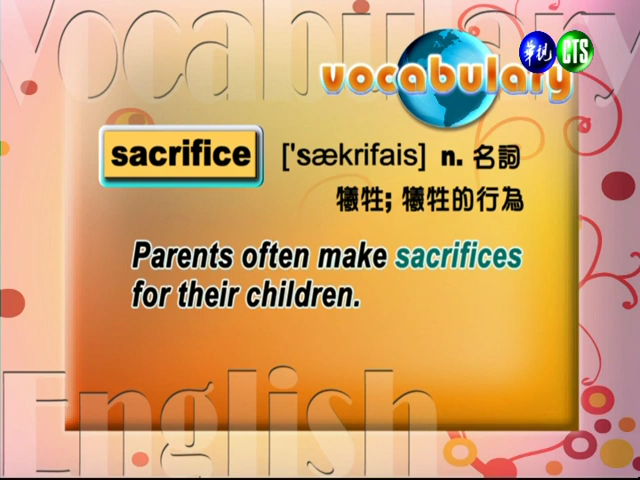 Vocabulary
華視 CTS
vocabulary
sacrifice ['sækrifais] n. 名詞
犧牲; 犧牲的行為
Parents often make sacrifices
for their children.
English